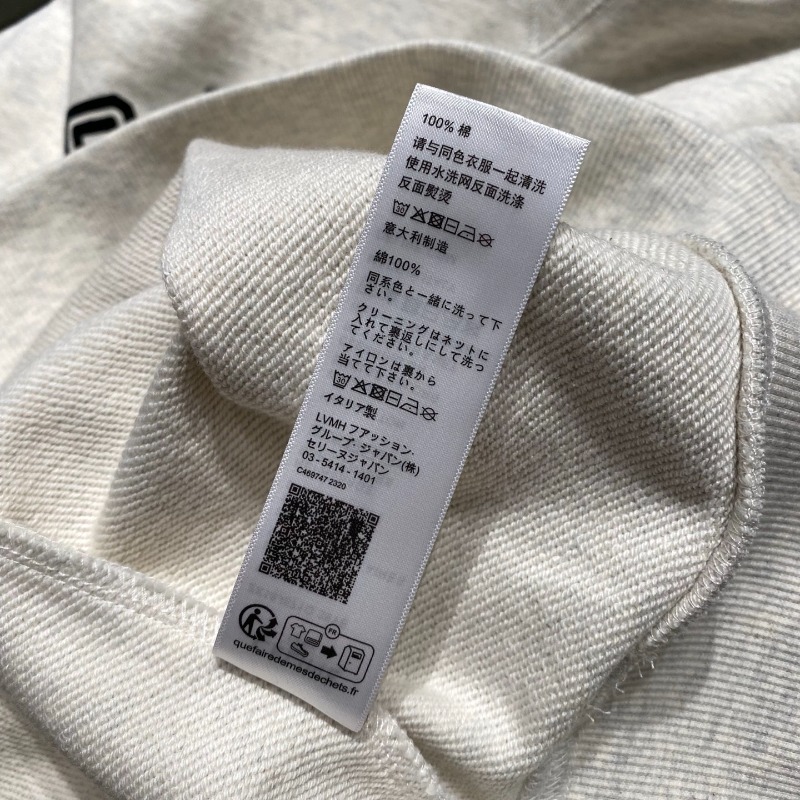 100% 棉
请与同色衣服一起清洗
使用水洗网反面洗涤
反面熨烫
30
意大利制造
綿100%
同系色と一緒に洗って下
さい。
クリーニングはネットに
入れて裏返しにして洗っ
てください。
アイロンは裏から
当てて下さい。
30
イタリア製
LVMH ファッション・
グループ・ジャパン(株)
セリーヌジャパン
03 - 5414 - 1401
C469747 2320
FR
quefairedemesdechets.fr